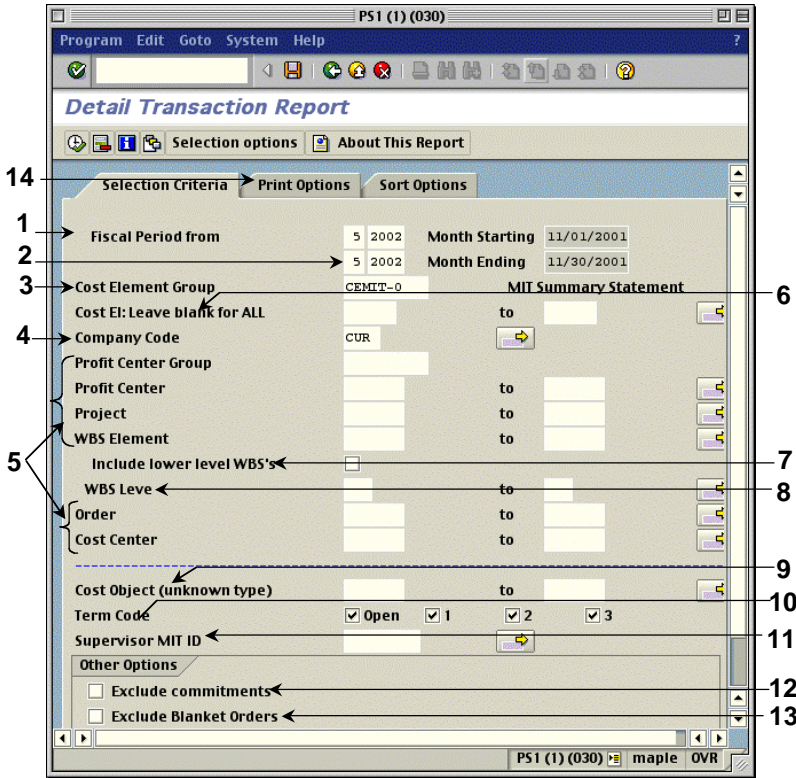 PS1 (1) (030)
Program Edit Goto System Help ?
Detail Transaction Report
Selection options About This Report
14 Selection Criteria Print Options Sort Options
1 Fiscal Period from 5 2002 Month Starting 11/01/2001
2 5 2002 Month Ending 11/30/2001
3 Cost Element Group CEMIT-0 MIT Summary Statement
Cost El: Leave blank for ALL to 6
4 Company Code CUR
Profit Center Group
Profit Center to
Project to
WBS Element to
5 Include lower level WBS's 7
WBS Leve to 8
Order to
Cost Center to
9
Cost Object (unknown type) to
10
Term Code Open 1 2 3
Supervisor MIT ID 11
Other Options
Exclude commitments 12
Exclude Blanket Orders 13
PS1 (1) (030) maple OVR